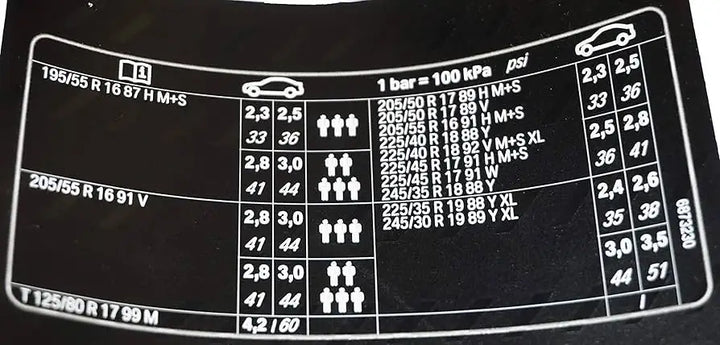 1 bar = 100 kPa psi
195/55 R 16 87 H M+S
2,3 2,5
33 36
2,8 3,0
41 44
205/55 R 16 91 V
2,8 3,0
41 44
2,8 3,0
41 44
T 125/80 R 17 99 M
4,2 / 60
205/50 R 17 89 H M+S
205/50 R 17 89 V
205/55 R 16 91 H M+S
225/40 R 18 88 Y
225/40 R 18 92 V M+S XL
225/45 R 17 91 H M+S
225/45 R 17 91 W
245/35 R 18 88 Y
2,3 2,5
33 36
2,5 2,8
36 41
225/35 R 19 88 Y XL
245/30 R 19 89 Y XL
2,4 2,6
35 38
3,0 3,5
44 51
/
6873230